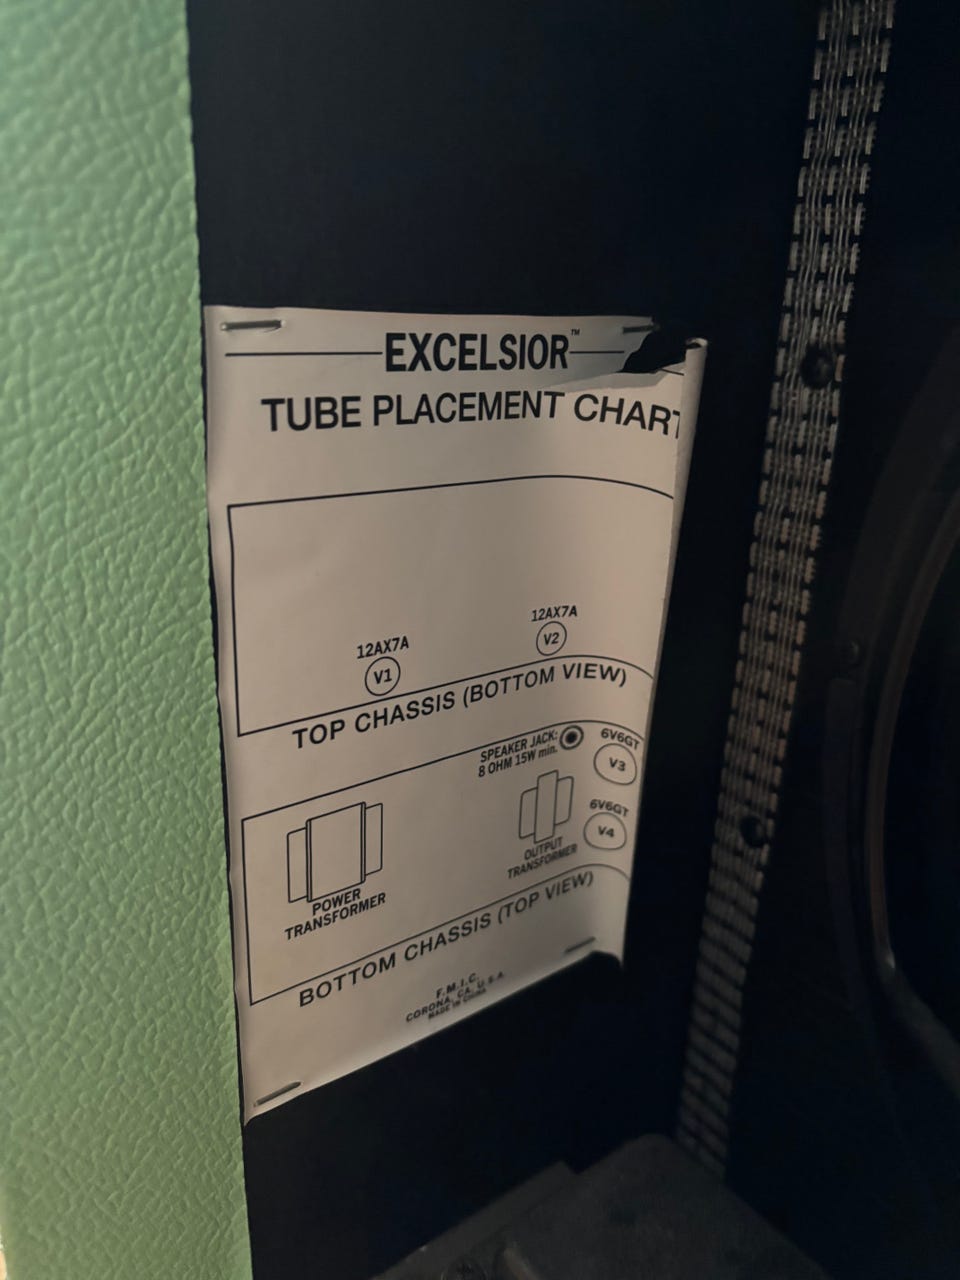 EXCELSIOR™
TUBE PLACEMENT CHART
12AX7A
V1
12AX7A
V2
TOP CHASSIS (BOTTOM VIEW)
SPEAKER JACK:
8 OHM 15W min.
6V6GT
V3
6V6GT
V4
POWER
TRANSFORMER
OUTPUT
TRANSFORMER
BOTTOM CHASSIS (TOP VIEW)
F.M.I.C.
CORONA, CA, U.S.A.
MADE IN CHINA